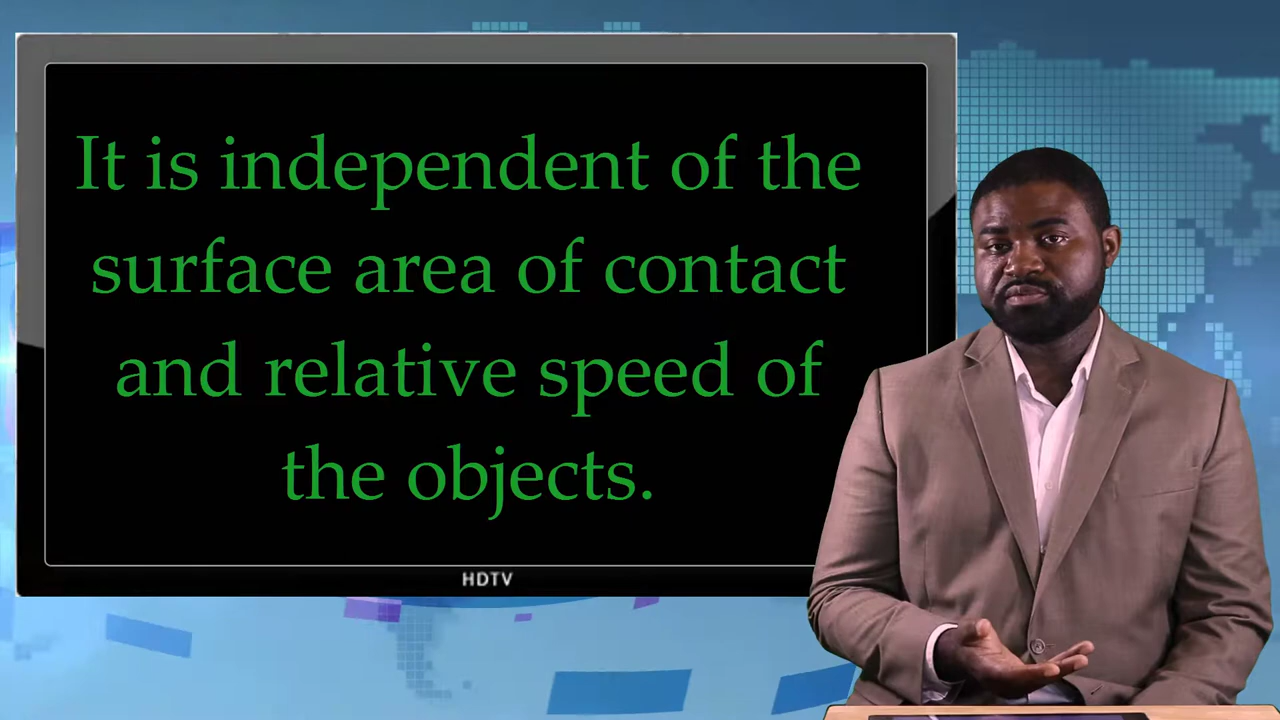 It is independent of the
surface area of contact
and relative speed of
the objects.
HDTV